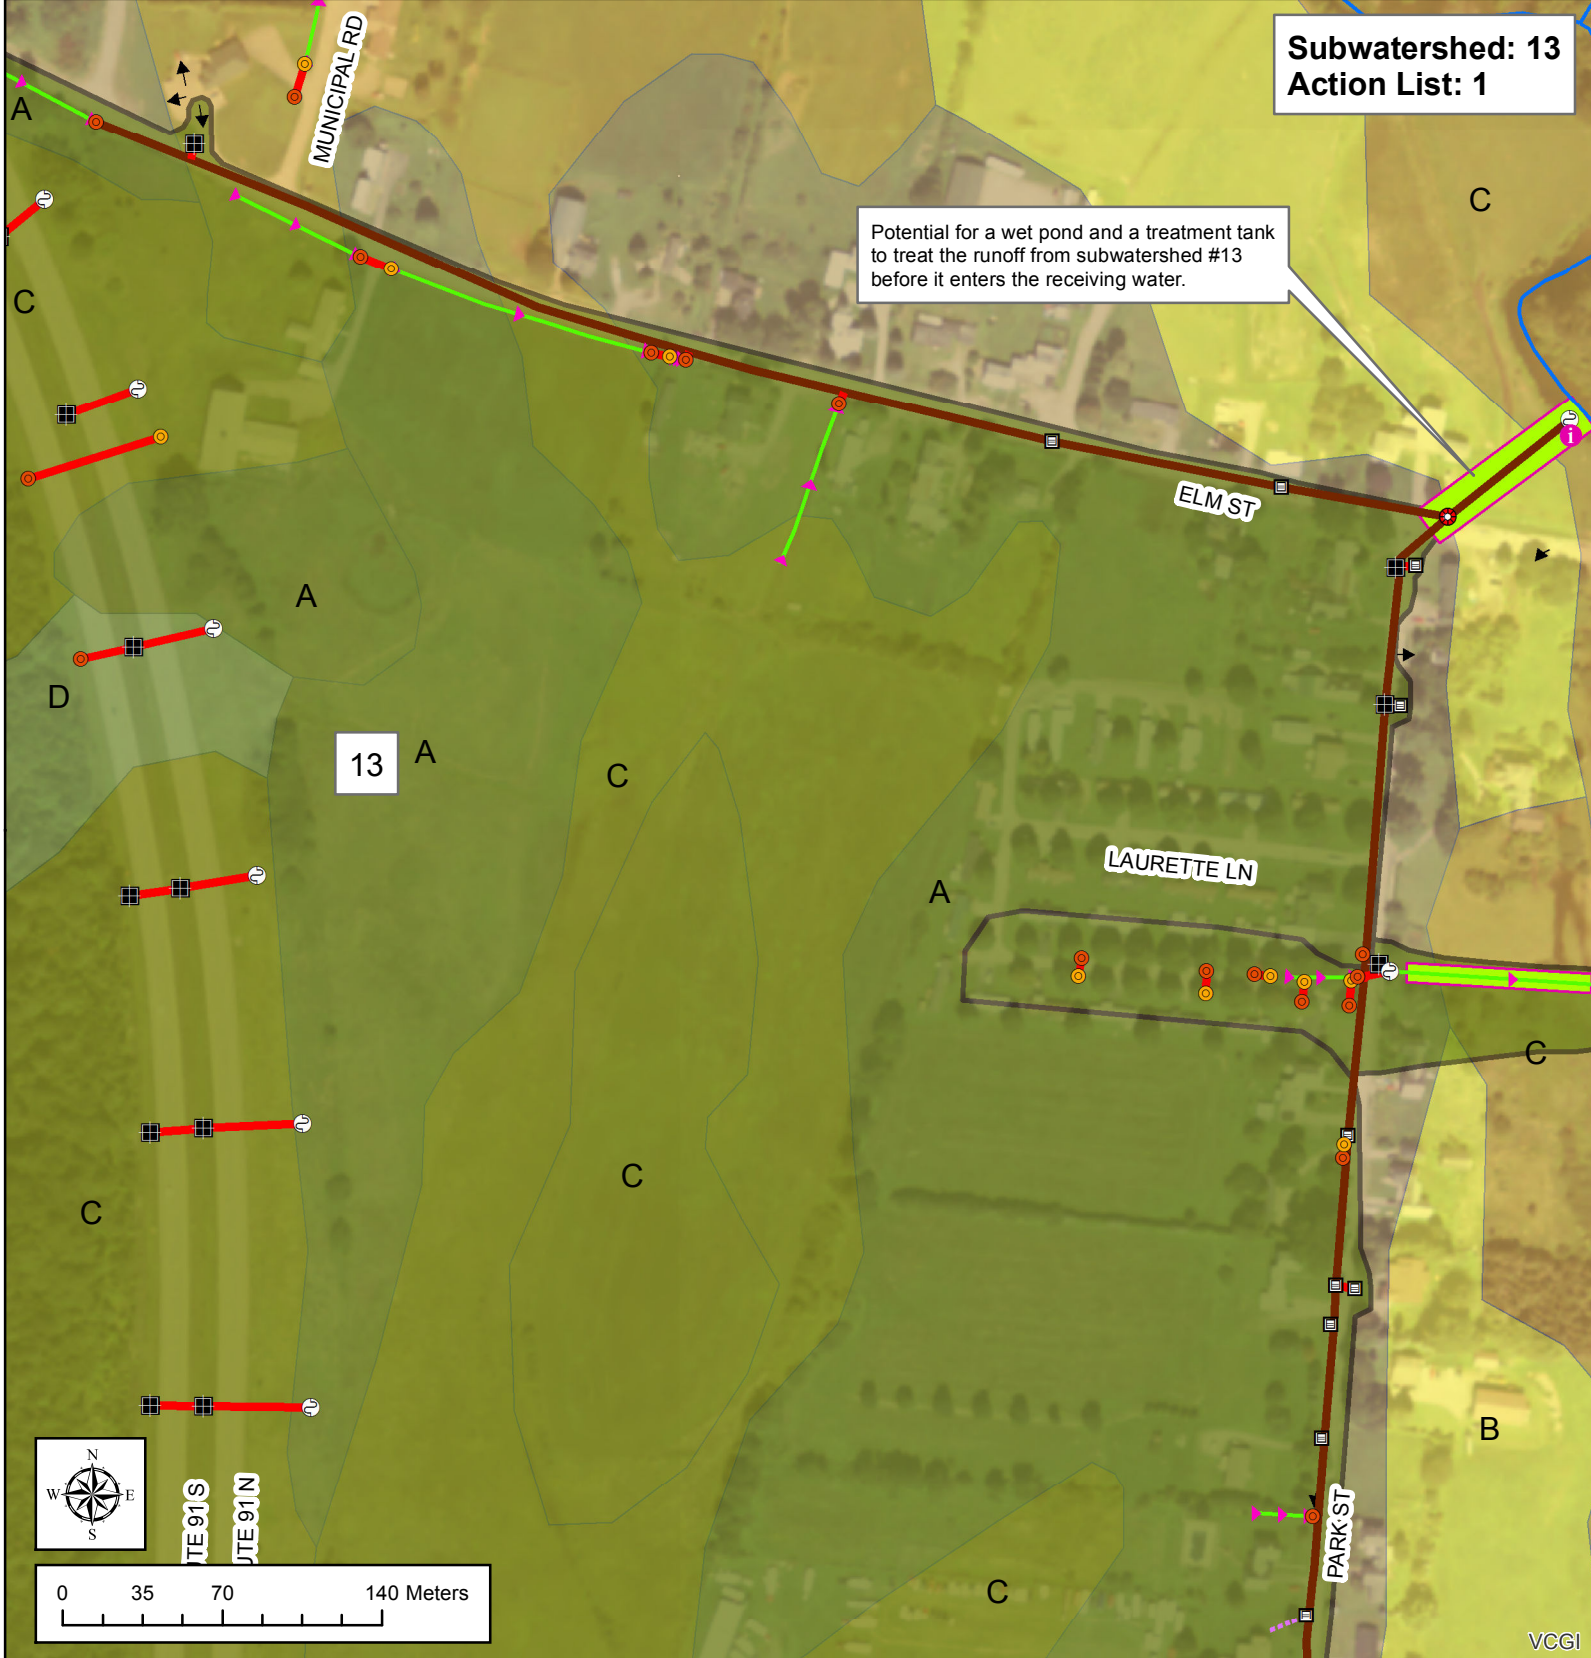 Subwatershed: 13
Action List: 1
MUNICIPAL RD
A
C
C
Potential for a wet pond and a treatment tank
to treat the runoff from subwatershed #13
before it enters the receiving water.
i
ELM ST
A
D
13
A
C
LAURETTE LN
A
C
C
C
B
N
W E
S
UTE 91 S
UTE 91 N
PARK ST
C
0 35 70 140 Meters
VCGI